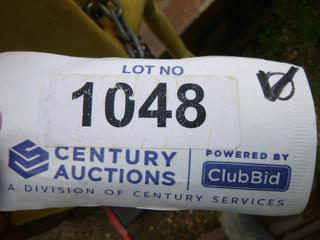 LOT NO
1048
CENTURY
AUCTIONS
POWERED BY
ClubBid
A DIVISION OF CENTURY SERVICES